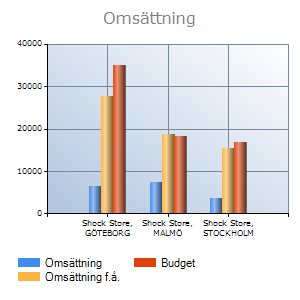 Omsättning
40000
30000
20000
10000
0
Shock Store,
GÖTEBORG
Shock Store,
MALMÖ
Shock Store,
STOCKHOLM
Omsättning
Budget
Omsättning f.å.